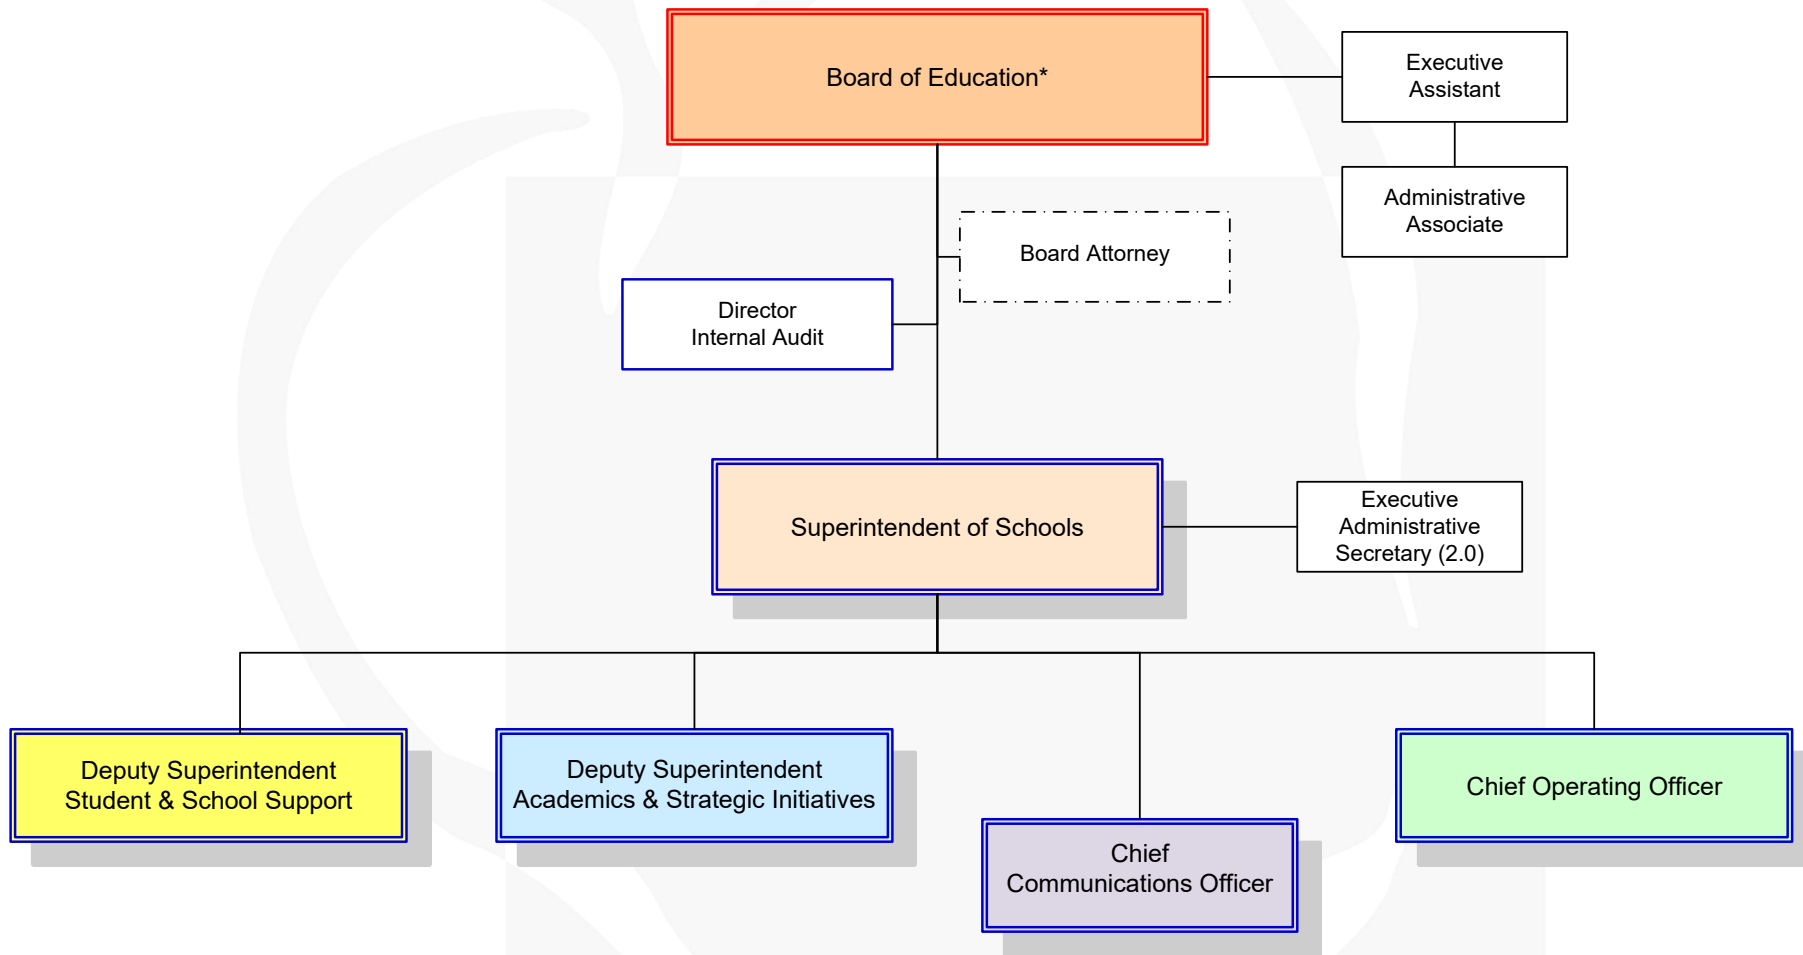 Board of Education*
Executive
Assistant
Administrative
Associate
Board Attorney
Director
Internal Audit
Superintendent of Schools
Executive
Administrative
Secretary (2.0)
Deputy Superintendent
Student & School Support
Deputy Superintendent
Academics & Strategic Initiatives
Chief
Communications Officer
Chief Operating Officer